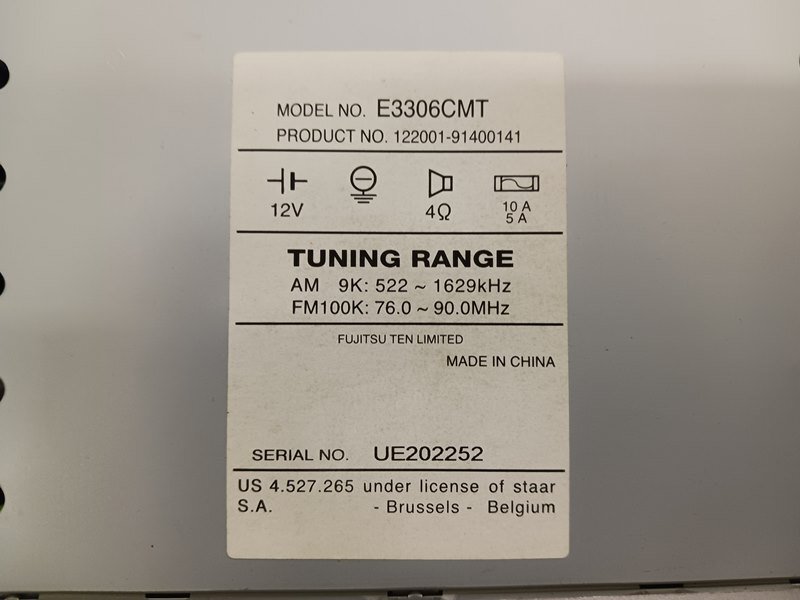 MODEL NO. E3306CMT
PRODUCT NO. 122001-91400141
12V 4Ω 10 A
5 A
TUNING RANGE
AM 9K: 522 ~ 1629kHz
FM100K: 76.0 ~ 90.0MHz
FUJITSU TEN LIMITED
MADE IN CHINA
SERIAL NO. UE202252
US 4.527.265 under license of staar
S.A. - Brussels - Belgium